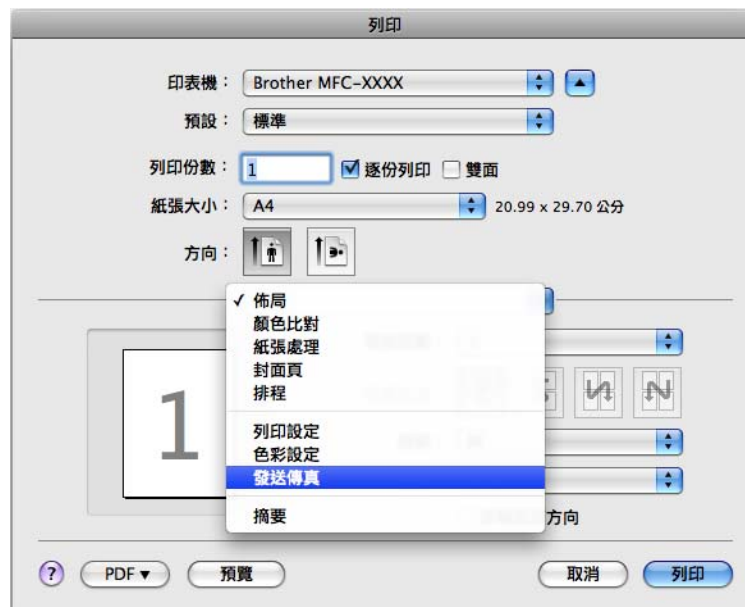 列印
印表機： Brother MFC-XXXX
預設： 標準
列印份數： 1 逐份列印 雙面
紙張大小： A4 20.99 x 29.70 公分
方向：
✓ 佈局
顏色比對
紙張處理
封面頁
排程
列印設定
色彩設定
發送傳真
摘要
方向
1
? PDF ▼ 預覽 取消 列印